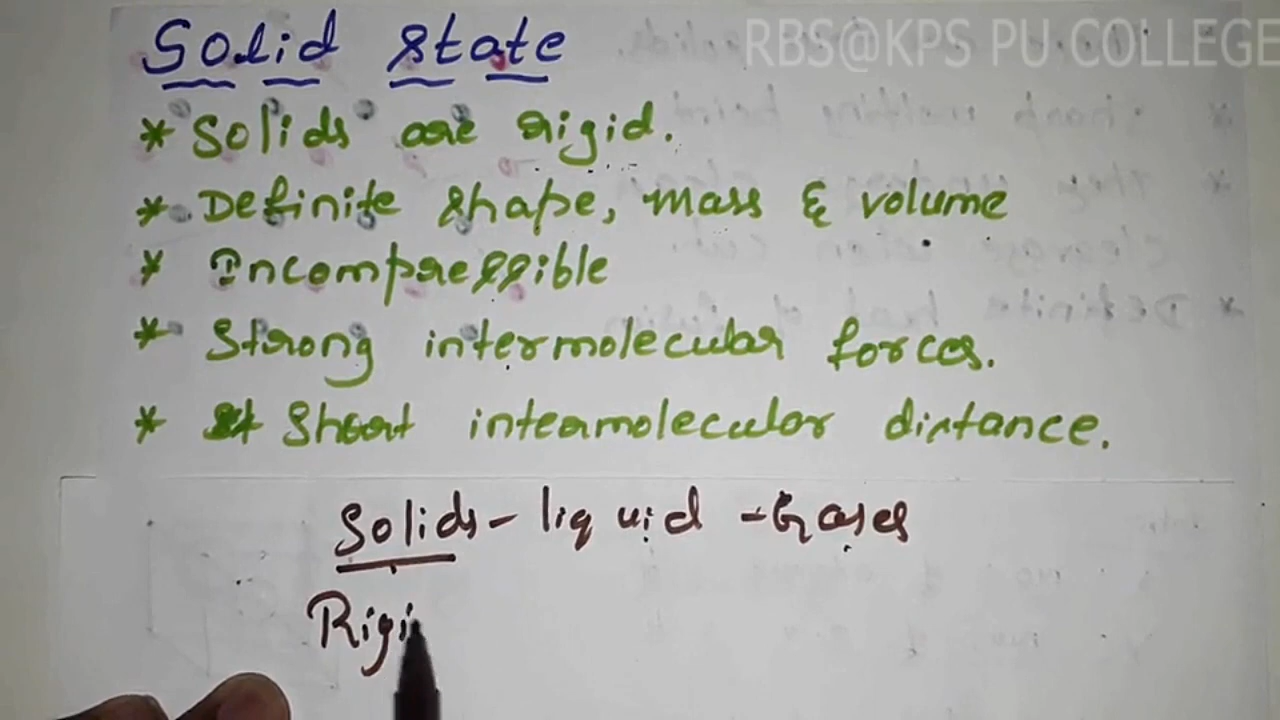 RBS@KPS PU COLLEGE
Solid State
* Solids are rigid.
* Definite shape, mass & volume
* Incompressible
* Strong intermolecular forces.
* Short intermolecular distance.
Solids - liquid - Gases
Rigi